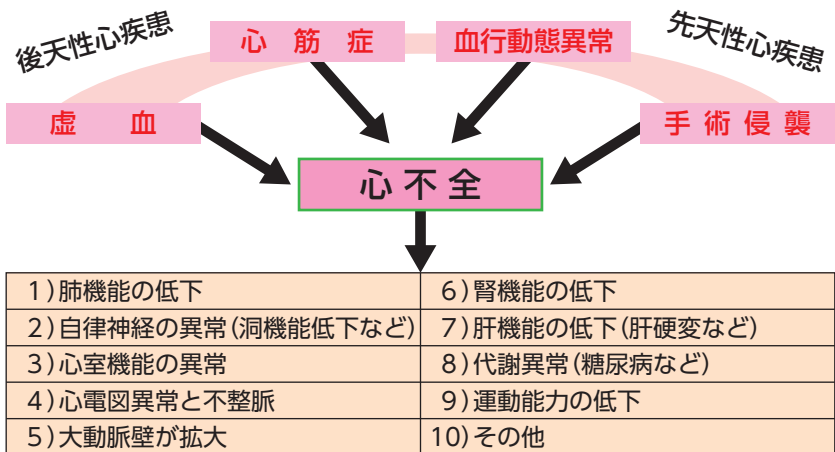 後天性心疾患
先天性心疾患
心筋症
血行動態異常
虚血
手術侵襲
心不全
1)肺機能の低下
6)腎機能の低下
2)自律神経の異常(洞機能低下など)
7)肝機能の低下(肝硬変など)
3)心室機能の異常
8)代謝異常(糖尿病など)
4)心電図異常と不整脈
9)運動能力の低下
5)大動脈壁が拡大
10)その他